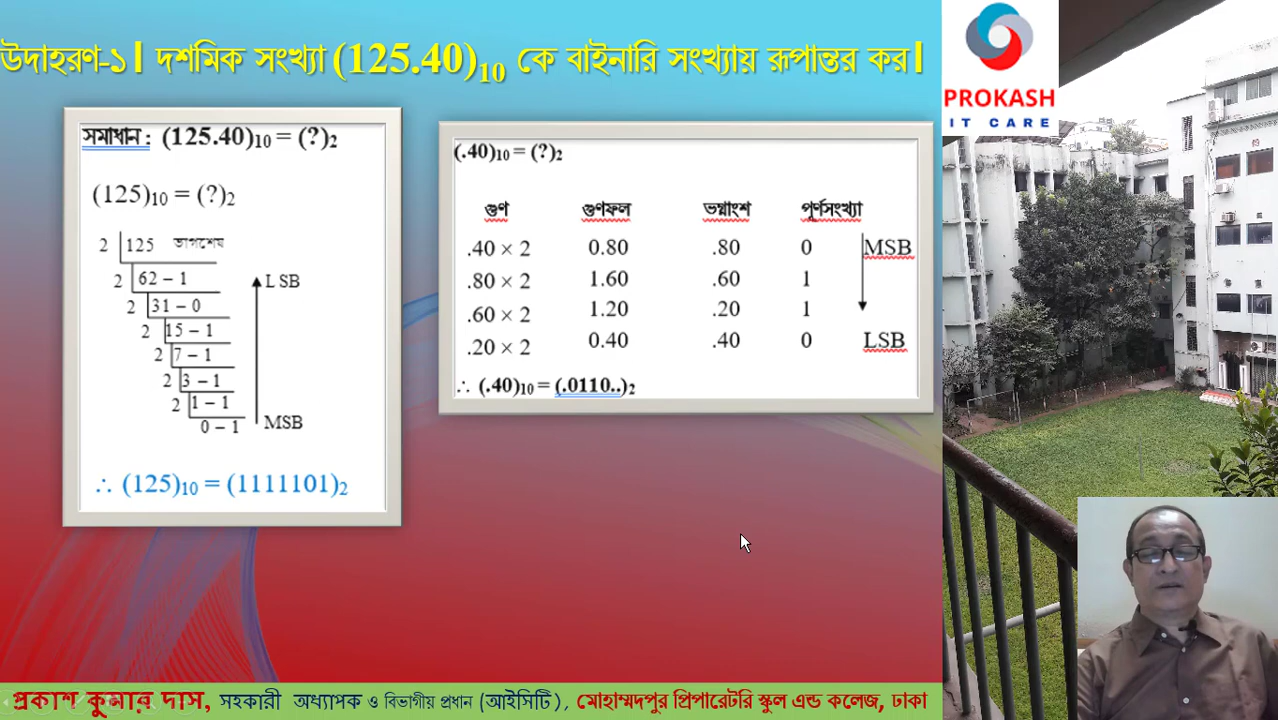 উদাহরণ-১। দশমিক সংখ্যা (125.40)₁₀ কে বাইনারি সংখ্যায় রূপান্তর কর।
PROKASH
IT CARE
সমাধান : (125.40)₁₀ = (?)₂
(125)₁₀ = (?)₂
2 125 ভাগশেষ
2 62 – 1 LSB
2 31 – 0
2 15 – 1
2 7 – 1
2 3 – 1
2 1 – 1
0 – 1 MSB
∴ (125)₁₀ = (1111101)₂
(.40)₁₀ = (?)₂
গুণ গুণফল ভগ্নাংশ পূর্ণসংখ্যা
.40 × 2 0.80 .80 0 MSB
.80 × 2 1.60 .60 1
.60 × 2 1.20 .20 1
.20 × 2 0.40 .40 0 LSB
∴ (.40)₁₀ = (.0110..)₂
প্রকাশ কুমার দাস, সহকারী অধ্যাপক ও বিভাগীয় প্রধান (আইসিটি), মোহাম্মদপুর প্রিপারেটরি স্কুল এন্ড কলেজ, ঢাকা